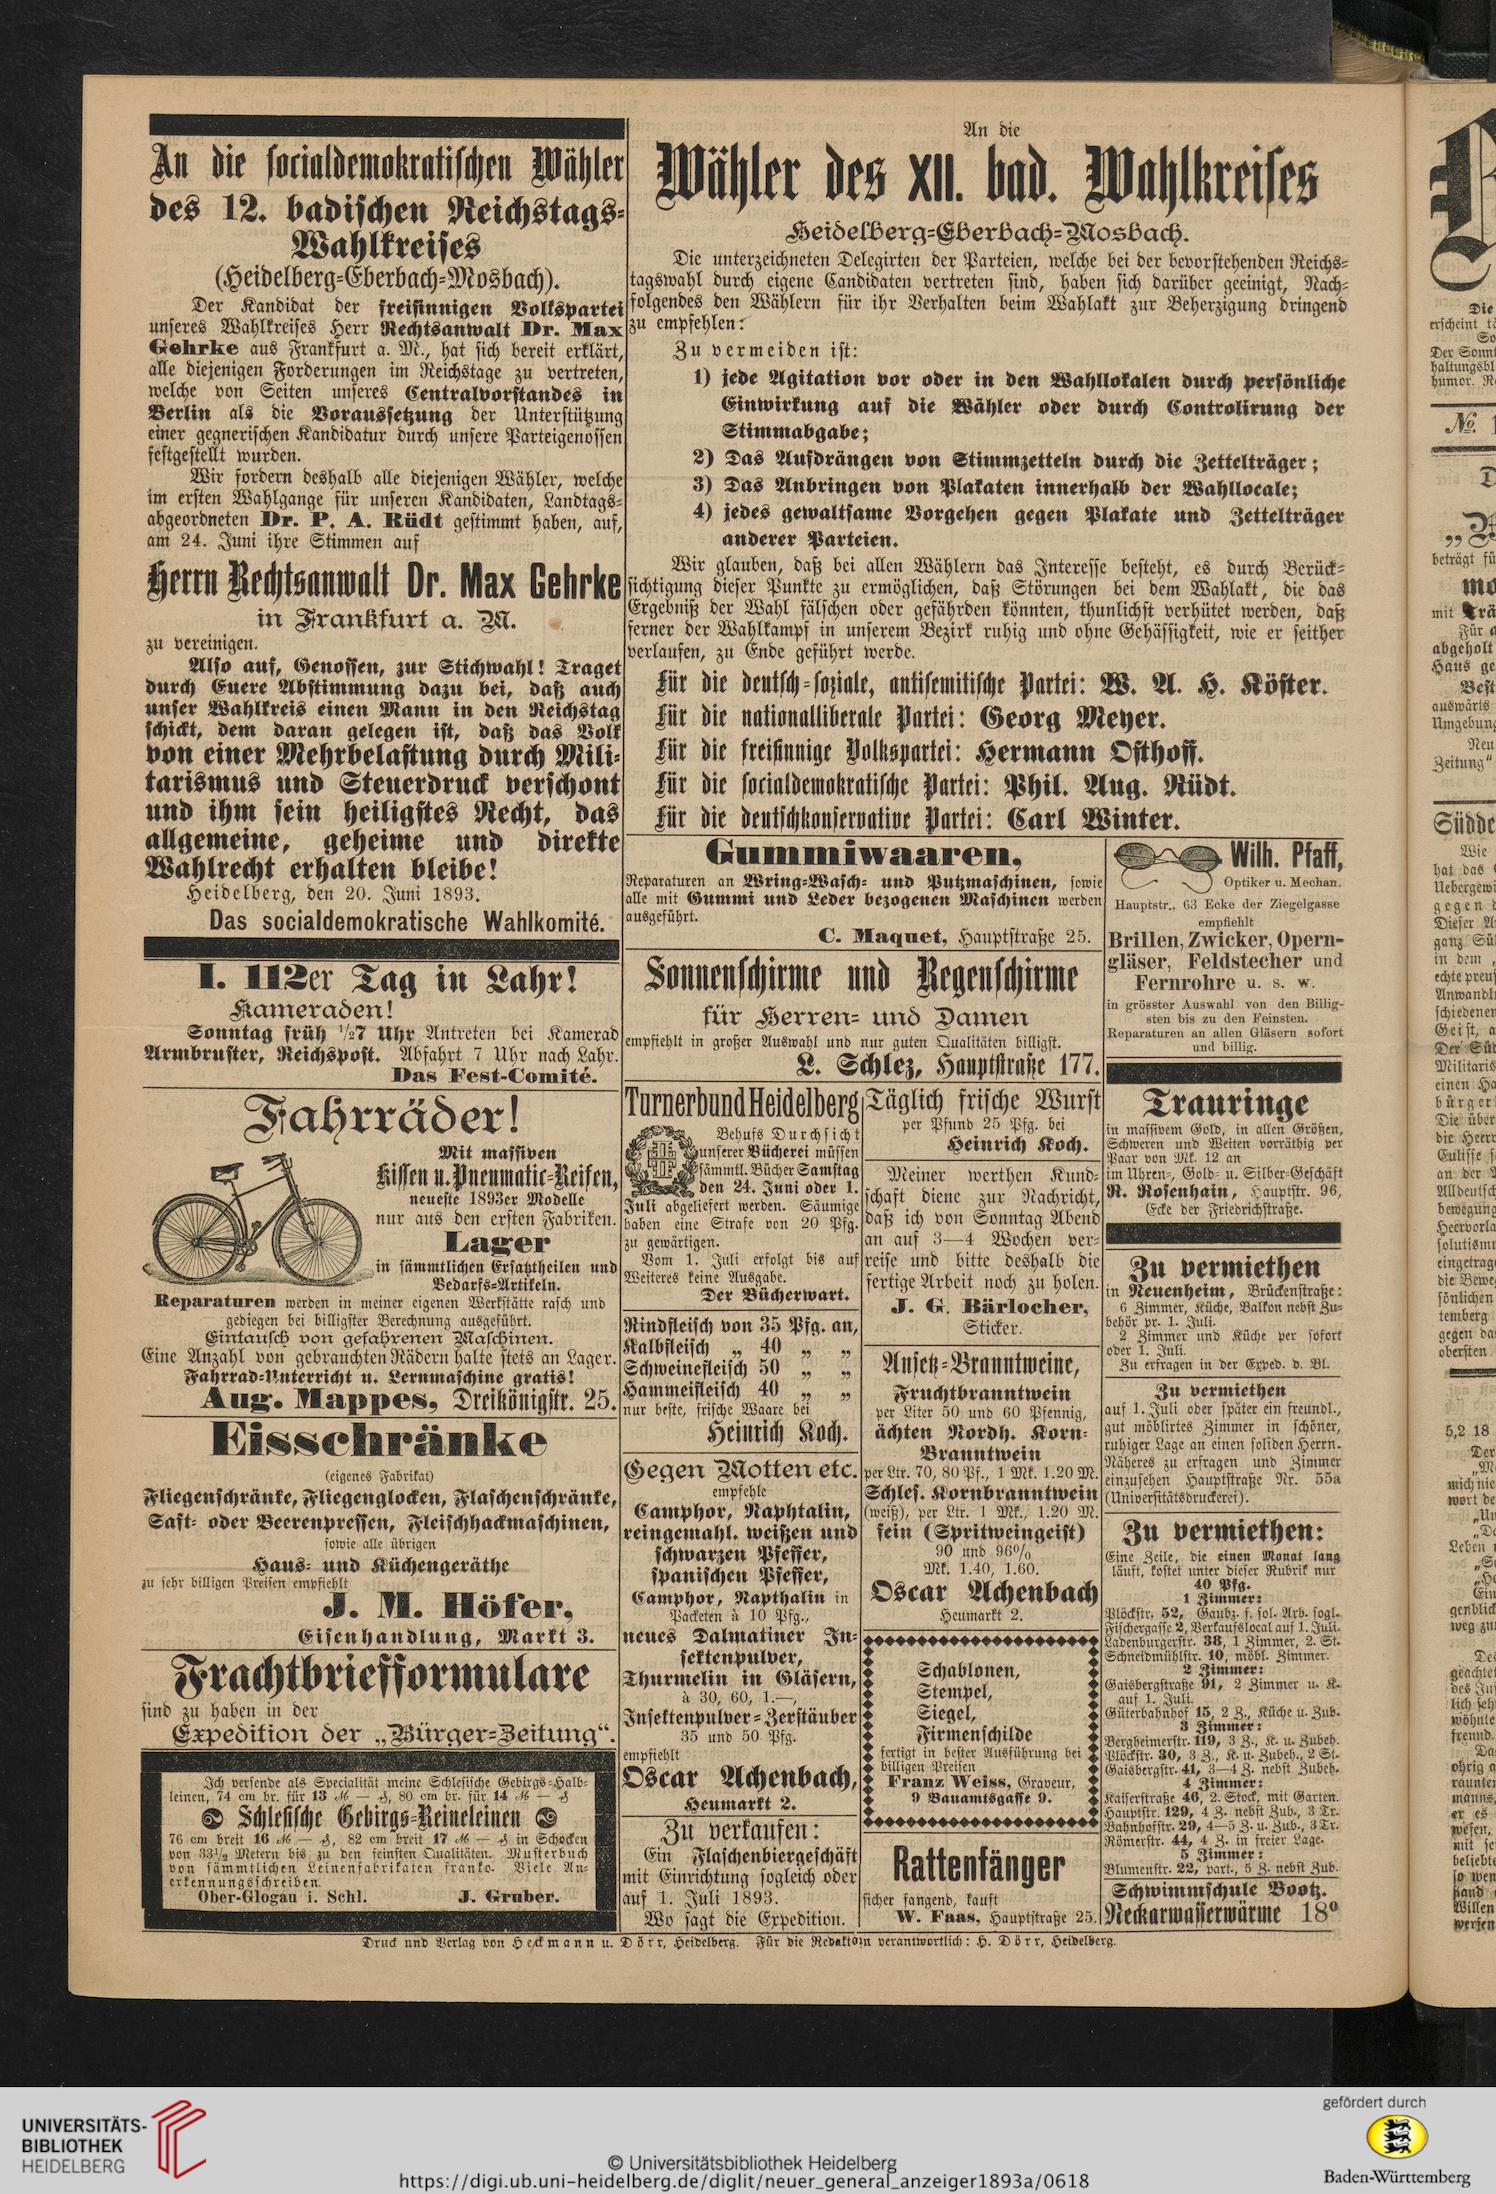 An die socialdemokratischen Wähler
des 12. badischen Reichstags-
Wahlkreises
(Heidelberg-Eberbach-Mosbach).
Der Kandidat der freisinnigen Volkspartei
unseres Wahlkreises Herr Rechtsanwalt Dr. Max
Gehrke aus Frankfurt a. M., hat sich bereit erklärt,
alle diejenigen Forderungen im Reichstage zu vertreten,
welche von Seiten unseres Centralvorstandes in
Berlin als die Voraussetzung der Unterstützung
einer gegnerischen Kandidatur durch unsere Parteigenossen
festgestellt wurden.
Wir fordern deshalb alle diejenigen Wähler, welche
im ersten Wahlgange für unseren Kandidaten, Landtags-
abgeordneten Dr. P. A. Rüdt gestimmt haben, auf,
am 24. Juni ihre Stimmen auf
Herrn Rechtsanwalt Dr. Max Gehrke
in Frankfurt a. M.
zu vereinigen.
Also auf, Genossen, zur Stichwahl! Traget
durch Euere Abstimmung dazu bei, daß auch
unser Wahlkreis einen Mann in den Reichstag
schickt, dem daran gelegen ist, daß das Volk
von einer Mehrbelastung durch Mili-
tarismus und Steuerdruck verschont
und ihm sein heiligstes Recht, das
allgemeine, geheime und direkte
Wahlrecht erhalten bleibe!
Heidelberg, den 20. Juni 1893.
Das socialdemokratische Wahlkomité.
I. 112er Tag in Lahr!
Kameraden!
Sonntag früh 1/27 Uhr Antreten bei Kamerad
Armbruster, Reichspost. Abfahrt 7 Uhr nach Lahr.
Das Fest-Comité.
Fahrräder!
Mit massiven
Kissen u. Pneumatic-Reifen,
neueste 1893er Modelle
nur aus den ersten Fabriken.
Lager
in sämmtlichen Ersatztheilen und
Bedarfs-Artikeln.
Reparaturen werden in meiner eigenen Werkstätte rasch und
gediegen bei billigster Berechnung ausgeführt.
Eintausch von gefahrenen Maschinen.
Eine Anzahl von gebrauchten Rädern halte stets an Lager.
Fahrrad-Unterricht u. Lernmaschine gratis!
Aug. Mappes, Dreikönigstr. 25.
Eisschränke
(eigenes Fabrikat)
Fliegenschränke, Fliegenglocken, Flaschenschränke,
Saft- oder Beerenpressen, Fleischhackmaschinen,
sowie alle übrigen
Haus- und Küchengeräthe
zu sehr billigen Preisen empfiehlt
J. M. Höfer,
Eisenhandlung, Markt 3.
Frachtbriefformulare
sind zu haben in der
Expedition der „Bürger-Zeitung“.
Ich versende als Specialität meine Schlesische Gebirgs-Halb-
leinen, 74 cm br. für 13 M — S, 80 cm br. für 14 M — S
Schlesische Gebirgs-Reineleinen
76 cm breit 16 M — S, 82 cm breit 17 M — S in Schocken
von 33 1/2 Metern bis zu den feinsten Qualitäten. Musterbuch
von sämmtlichen Leinenfabrikaten franko. Viele An-
erkennungsschreiben.
Ober-Glogau i. Schl. J. Gruber.
An die
Wähler des XII. bad. Wahlkreises
Heidelberg-Eberbach-Mosbach.
Die unterzeichneten Delegirten der Parteien, welche bei der bevorstehenden Reichs-
tagswahl durch eigene Candidaten vertreten sind, haben sich darüber geeinigt, Nach-
folgendes den Wählern für ihr Verhalten beim Wahlakt zur Beherzigung dringend
zu empfehlen:
Zu vermeiden ist:
1) jede Agitation vor oder in den Wahllokalen durch persönliche
Einwirkung auf die Wähler oder durch Controlirung der
Stimmabgabe;
2) Das Aufdrängen von Stimmzetteln durch die Zettelträger;
3) Das Anbringen von Plakaten innerhalb der Wahllocale;
4) jedes gewaltsame Vorgehen gegen Plakate und Zettelträger
anderer Parteien.
Wir glauben, daß bei allen Wählern das Interesse besteht, es durch Berück-
sichtigung dieser Punkte zu ermöglichen, daß Störungen bei dem Wahlakt, die das
Ergebniß der Wahl fälschen oder gefährden könnten, thunlichst verhütet werden, daß
ferner der Wahlkampf in unserem Bezirk ruhig und ohne Gehässigkeit, wie er seither
verlaufen, zu Ende geführt werde.
Für die deutsch-soziale, antisemitische Partei: W. A. H. Köster.
Für die nationalliberale Partei: Georg Meyer.
Für die freisinnige Volkspartei: Hermann Osthoff.
Für die socialdemokratische Partei: Phil. Aug. Rüdt.
Für die deutschkonservative Partei: Carl Winter.
Gummiwaaren,
Reparaturen an Wring-Wasch- und Putzmaschinen, sowie
alle mit Gummi und Leder bezogenen Maschinen werden
ausgeführt.
C. Maquet, Hauptstraße 25.
Sonnenschirme und Regenschirme
für Herren- und Damen
empfiehlt in großer Auswahl und nur guten Qualitäten billigst.
L. Schlez, Hauptstraße 177.
Turnerbund Heidelberg
Behufs Durchsicht
unserer Bücherei müssen
sämmtl. Bücher Samstag
den 24. Juni oder 1.
Juli abgeliefert werden. Säumige
haben eine Strafe von 20 Pfg.
zu gewärtigen.
Vom 1. Juli erfolgt bis auf
Weiteres keine Ausgabe.
Der Bücherwart.
Rindfleisch von 35 Pfg. an,
Kalbfleisch „ 40 „ „
Schweinefleisch 50 „ „
Hammelfleisch 40 „ „
nur beste, frische Waare bei
Heinrich Koch.
Gegen Motten etc.
empfehle
Camphor, Naphtalin,
reingemahl. weißen und
schwarzen Pfeffer,
spanischen Pfeffer,
Camphor, Napthalin in
Packeten à 10 Pfg.,
neues Dalmatiner In-
sektenpulver,
Thurmelin in Gläsern,
à 30, 60, 1.—,
Insektenpulver-Zerstäuber
35 und 50 Pfg.
empfiehlt
Oscar Achenbach,
Heumarkt 2.
Zu verkaufen:
Ein Flaschenbiergeschäft
mit Einrichtung sogleich oder
auf 1. Juli 1893.
Wo sagt die Expedition.
Täglich frische Wurst
per Pfund 25 Pfg. bei
Heinrich Koch.
Meiner werthen Kund-
schaft diene zur Nachricht,
daß ich von Sonntag Abend
an auf 3—4 Wochen ver-
reise und bitte deshalb die
fertige Arbeit noch zu holen.
J. G. Bärlocher,
Sticker.
Ansetz-Branntweine,
Fruchtbranntwein
per Liter 50 und 60 Pfennig,
ächten Nordh. Korn-
Branntwein
per Ltr. 70, 80 Pf., 1 Mk. 1.20 M.
Schles. Kornbranntwein
(weiß), per Ltr. 1 Mk., 1.20 M.
fein (Spritweingeist)
90 und 96%
Mk. 1.40, 1.60.
Oscar Achenbach
Heumarkt 2.
Schablonen,
Stempel,
Siegel,
Firmenschilde
fertigt in bester Ausführung bei
billigen Preisen
Franz Weiss, Graveur,
9 Bauamtsgasse 9.
Rattenfänger
sicher fangend, kauft
W. Faas, Hauptstraße 25.
Wilh. Pfaff,
Optiker u. Mechan.
Hauptstr., 63 Ecke der Ziegelgasse
empfiehlt
Brillen, Zwicker, Opern-
gläser, Feldstecher und
Fernrohre u. s. w.
in grösster Auswahl von den Billig-
sten bis zu den Feinsten.
Reparaturen an allen Gläsern sofort
und billig.
Trauringe
in massivem Gold, in allen Größen,
Schweren und Weiten vorräthig per
Paar von Mk. 12 an
im Uhren-, Gold- u. Silber-Geschäft
R. Rosenhain, Hauptstr. 96,
Ecke der Friedrichstraße.
Zu vermiethen
in Neuenheim, Brückenstraße:
6 Zimmer, Küche, Balkon nebst Zu-
behör pr. 1. Juli.
2 Zimmer und Küche per sofort
oder 1. Juli.
Zu erfragen in der Exped. d. Bl.
Zu vermiethen
auf 1. Juli oder später ein freundl.,
gut möblirtes Zimmer in schöner,
ruhiger Lage an einen soliden Herrn.
Näheres zu erfragen und Zimmer
einzusehen Hauptstraße Nr. 55a
(Universitätsdruckerei).
Zu vermiethen:
Eine Zeile, die einen Monat lang
läuft, kostet unter dieser Rubrik nur
40 Pfg.
1 Zimmer:
Plöckstr. 52, Gaubz. f. sol. Arb. sogl.
Fischergasse 2, Verkaufslocal auf 1. Juli.
Ladenburgerstr. 38, 1 Zimmer, 2. St.
Schneidmühlstr. 10, möbl. Zimmer.
2 Zimmer:
Gaisbergstraße 91, 2 Zimmer u. K.
auf 1. Juli.
Güterbahnhof 15, 2 Z., Küche u. Zub.
3 Zimmer:
Bergheimerstr. 119, 3 Z., K. u. Zubeh.
Plöckstr. 30, 3 Z., K. u. Zubeh., 2 St.
Gaisbergstr. 41, 3—4 Z. nebst Zubeh.
4 Zimmer:
Kaiserstraße 46, 2. Stock, mit Garten.
Hauptstr. 129, 4 Z. nebst Zub., 3 Tr.
Bahnhofstr. 29, 4—5 Z. u. Zub., 3 Tr.
Römerstr. 44, 4 Z. in freier Lage.
5 Zimmer:
Blumenstr. 22, part., 5 Z. nebst Zub.
Schwimmschule Bootz.
Neckarwasserwärme 18°
Druck und Verlag von Heckmann u. Dörr, Heidelberg. Für die Redaktion verantwortlich: H. Dörr, Heidelberg.
UNIVERSITÄTS-
BIBLIOTHEK
HEIDELBERG
© Universitätsbibliothek Heidelberg
https://digi.ub.uni-heidelberg.de/diglit/neuer_general_anzeiger1893a/0618
gefördert durch
Baden-Württemberg